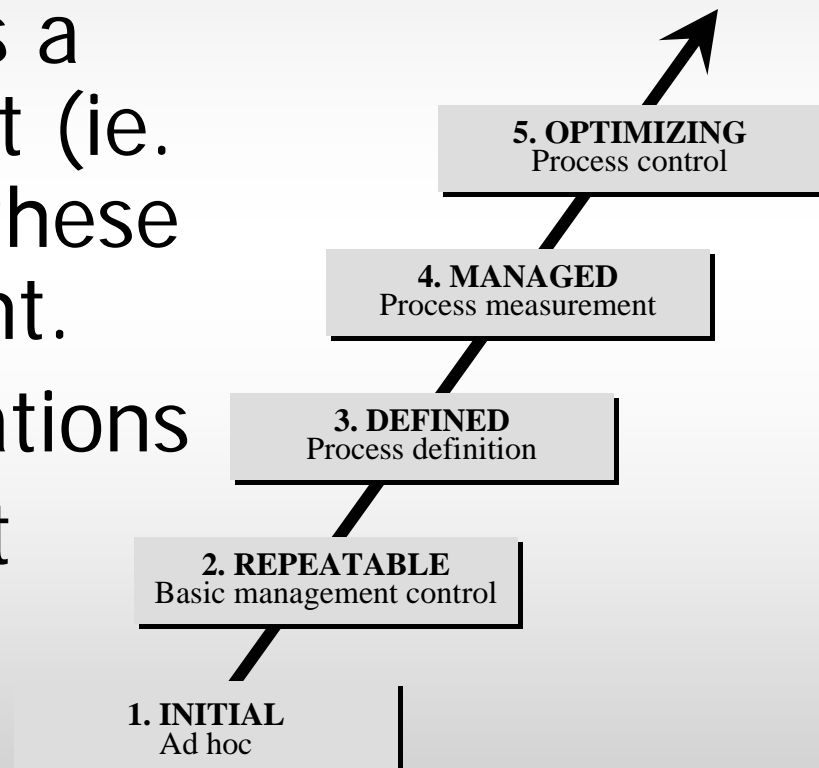 s a
t (ie.
hese
nt.
ations
t
5. OPTIMIZING
Process control
4. MANAGED
Process measurement
3. DEFINED
Process definition
2. REPEATABLE
Basic management control
1. INITIAL
Ad hoc